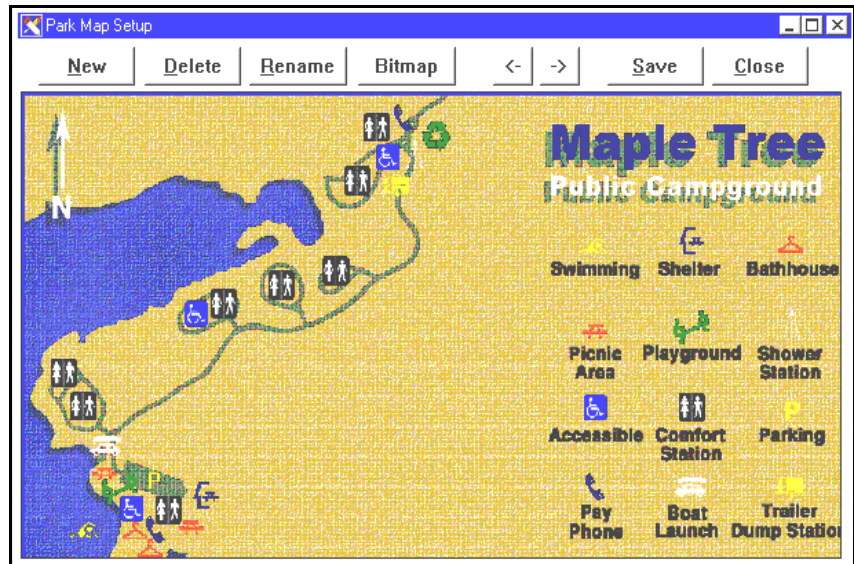 Park Map Setup
New Delete Rename Bitmap <- -> Save Close
N
Maple Tree
Public Campground
Swimming Shelter Bathhouse
Picnic Area
Playground
Shower Station
Accessible
Comfort Station
Parking
Pay Phone
Boat Launch
Trailer Dump Station
P
P